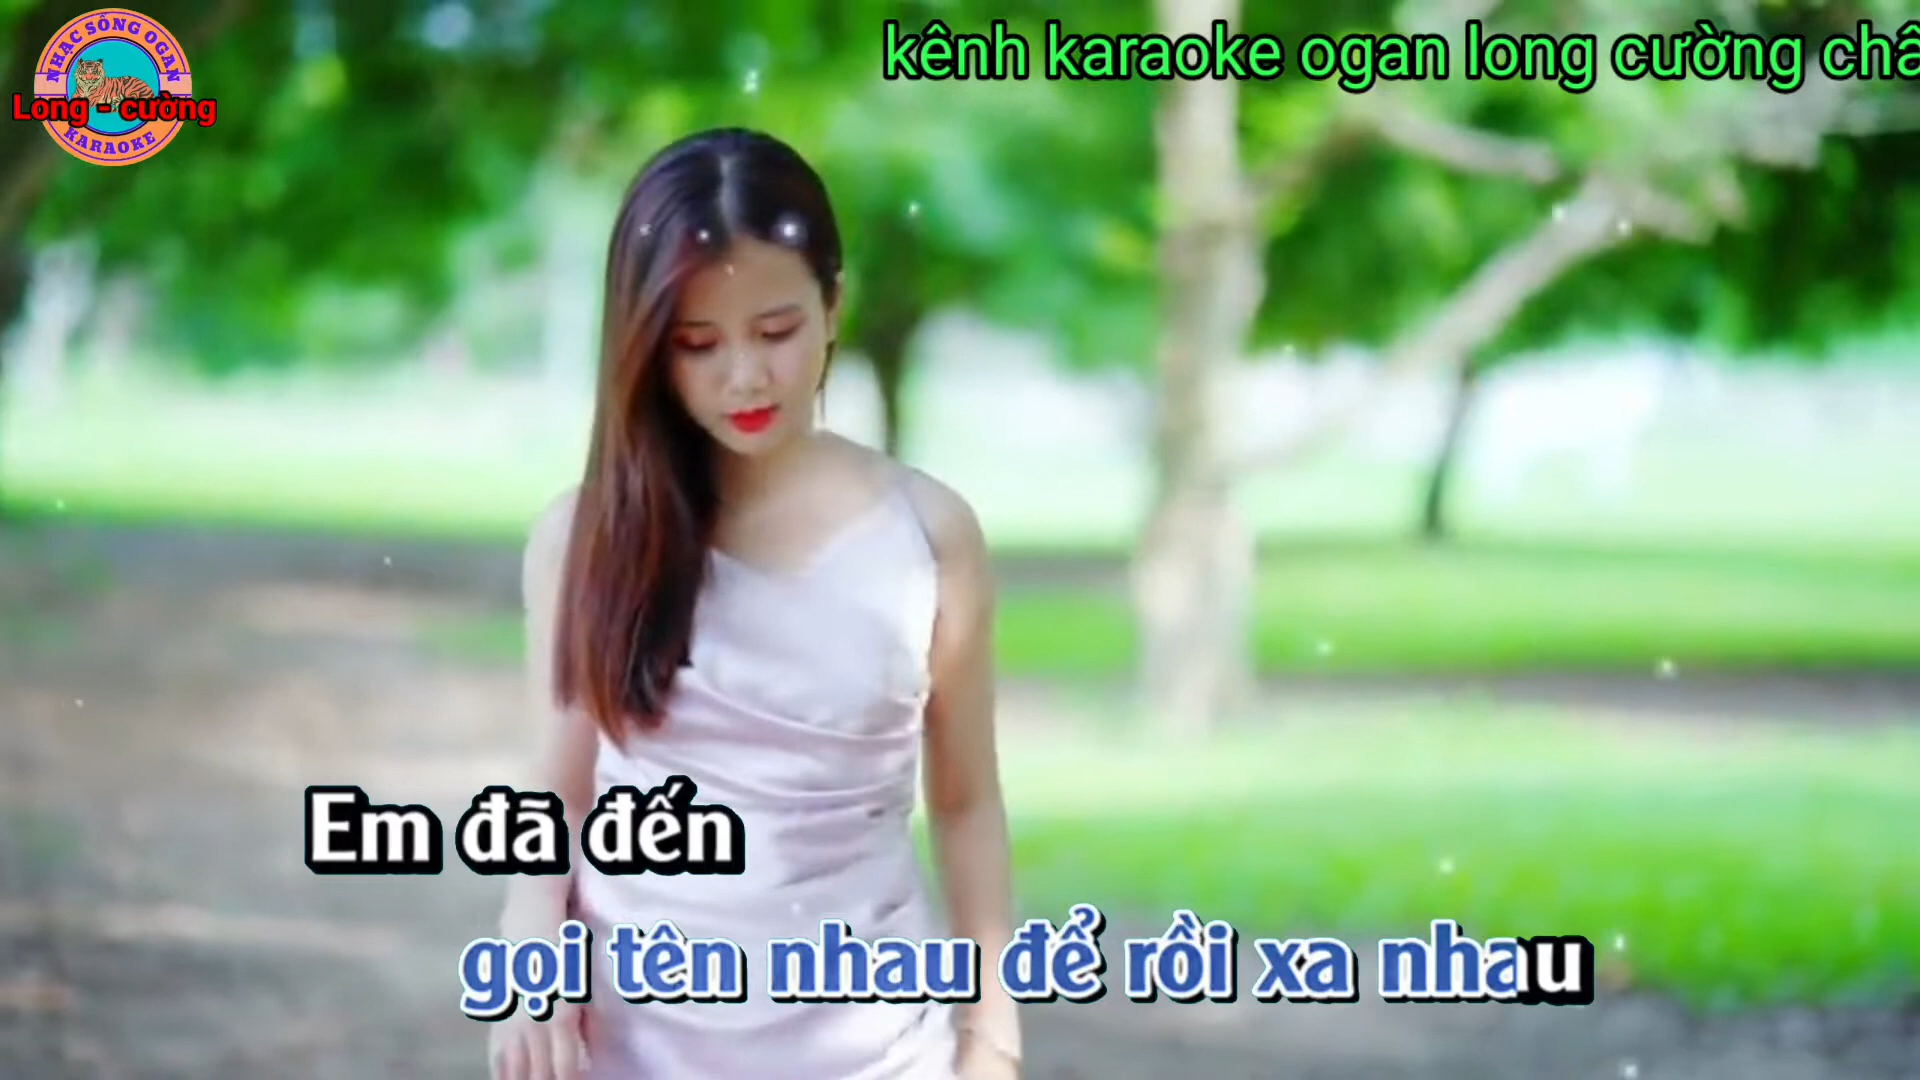 NHẠC SỐNG OGAN
Long - cường
KARAOKE
kênh karaoke ogan long cường
Em đã đến
gọi tên nhau để rồi xa nhau